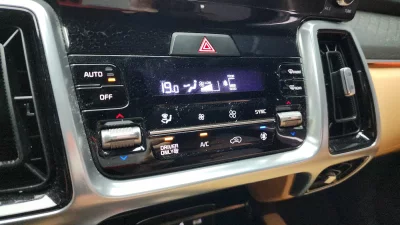 AUTO
19.0
OFF
SYNC
DRIVER
ONLY
A/C